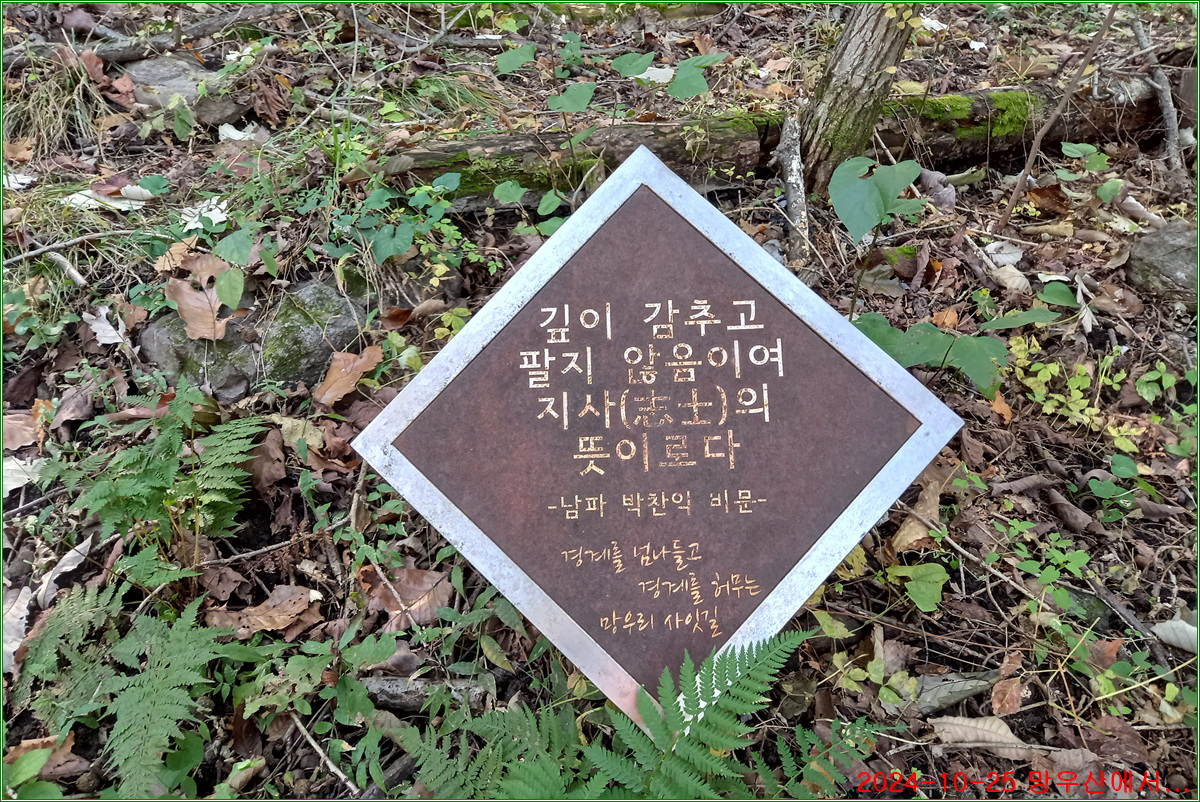 깊이 감추고
팔지 않음이여
지사(志士)의
뜻이로다
-남파 박찬익 비문-
경계를 넘나들고
경계를 허무는
망우리 사잇길
2024-10-25 망우산에서...